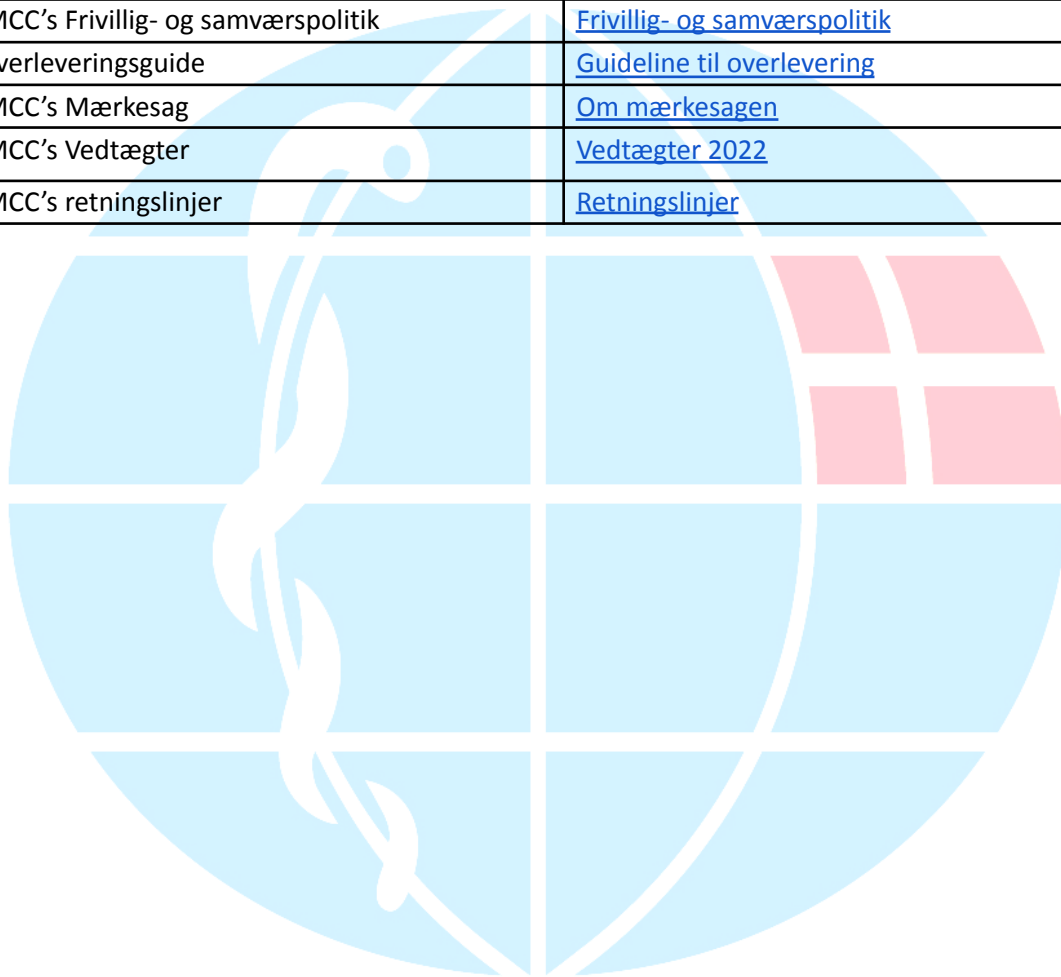 MCC's Frivillig- og samværspolitik Frivillig- og samværspolitik
verleveringsguide Guideline til overlevering
MCC's Mærkesag Om mærkesagen
MCC's Vedtægter Vedtægter 2022
MCC's retningslinjer Retningslinjer